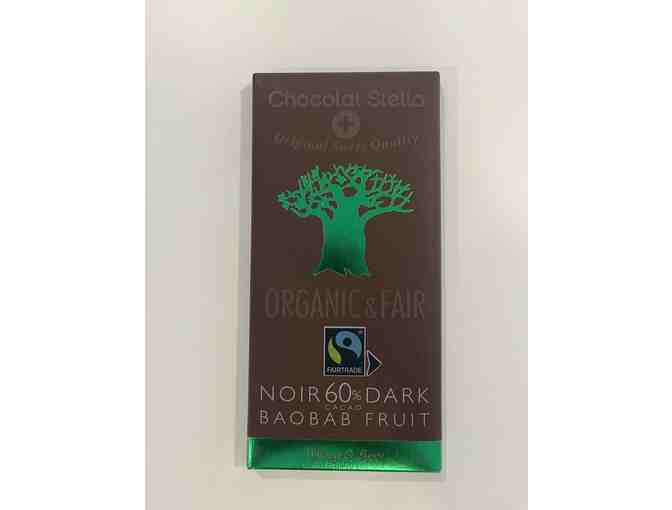 Chocolat Stella
Original Swiss Quality
ORGANIC & FAIR
FAIRTRADE
NOIR 60% DARK
CACAO
BAOBAB FRUIT